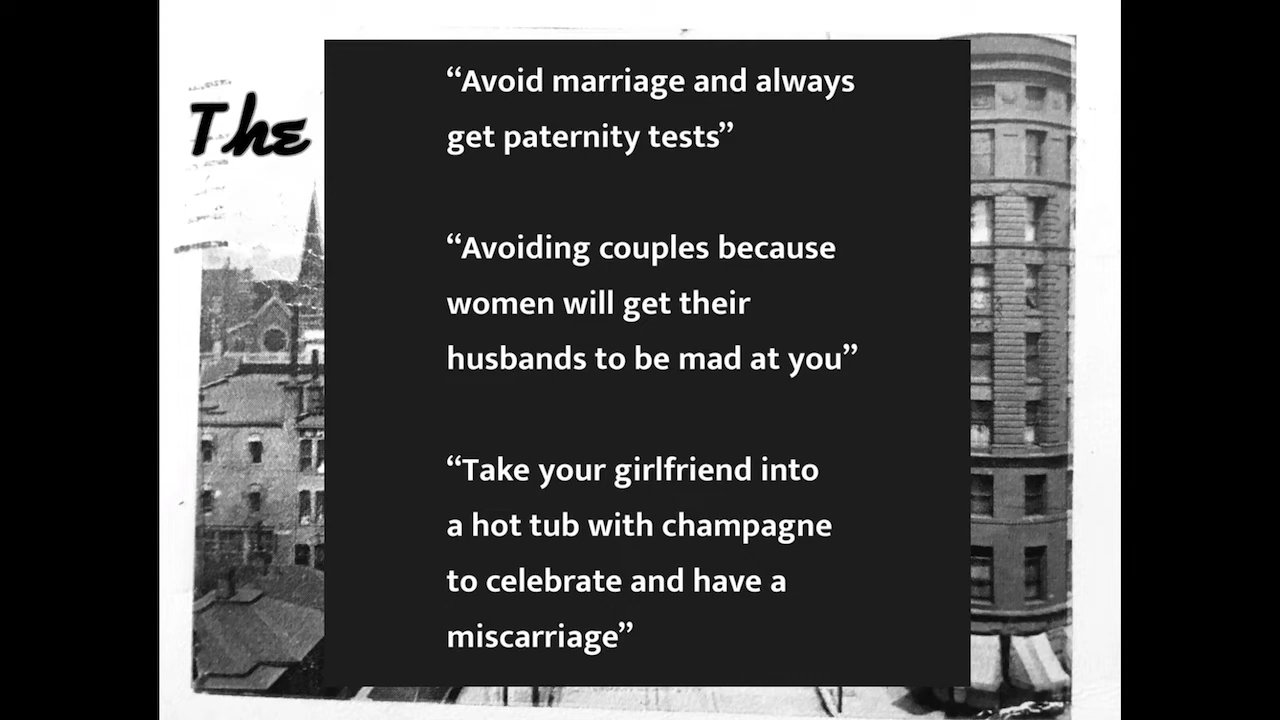 The
“Avoid marriage and always
get paternity tests”
“Avoiding couples because
women will get their
husbands to be mad at you”
“Take your girlfriend into
a hot tub with champagne
to celebrate and have a
miscarriage”